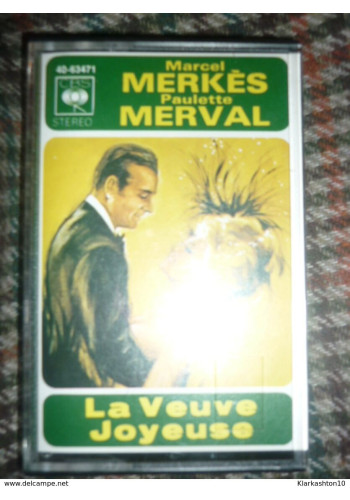 40-63471
CBS
STEREO
Marcel
MERKÈS
Paulette
MERVAL
La Veuve
Joyeuse
Klarkashton10 / www.delcampe.net